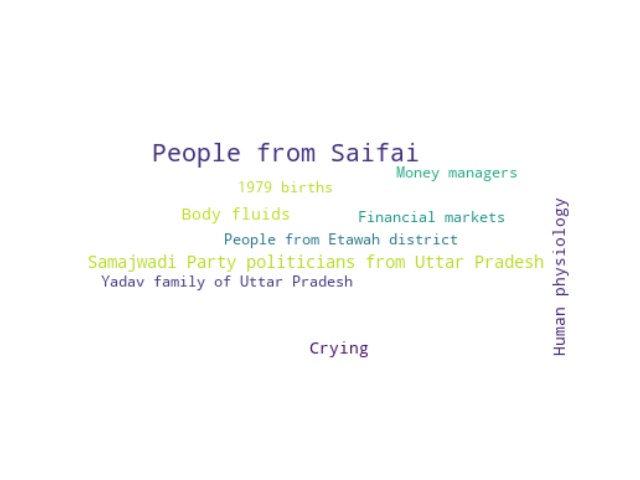 People from Saifai
Money managers
1979 births
Body fluids
Financial markets
People from Etawah district
Samajwadi Party politicians from Uttar Pradesh
Yadav family of Uttar Pradesh
Human physiology
Crying